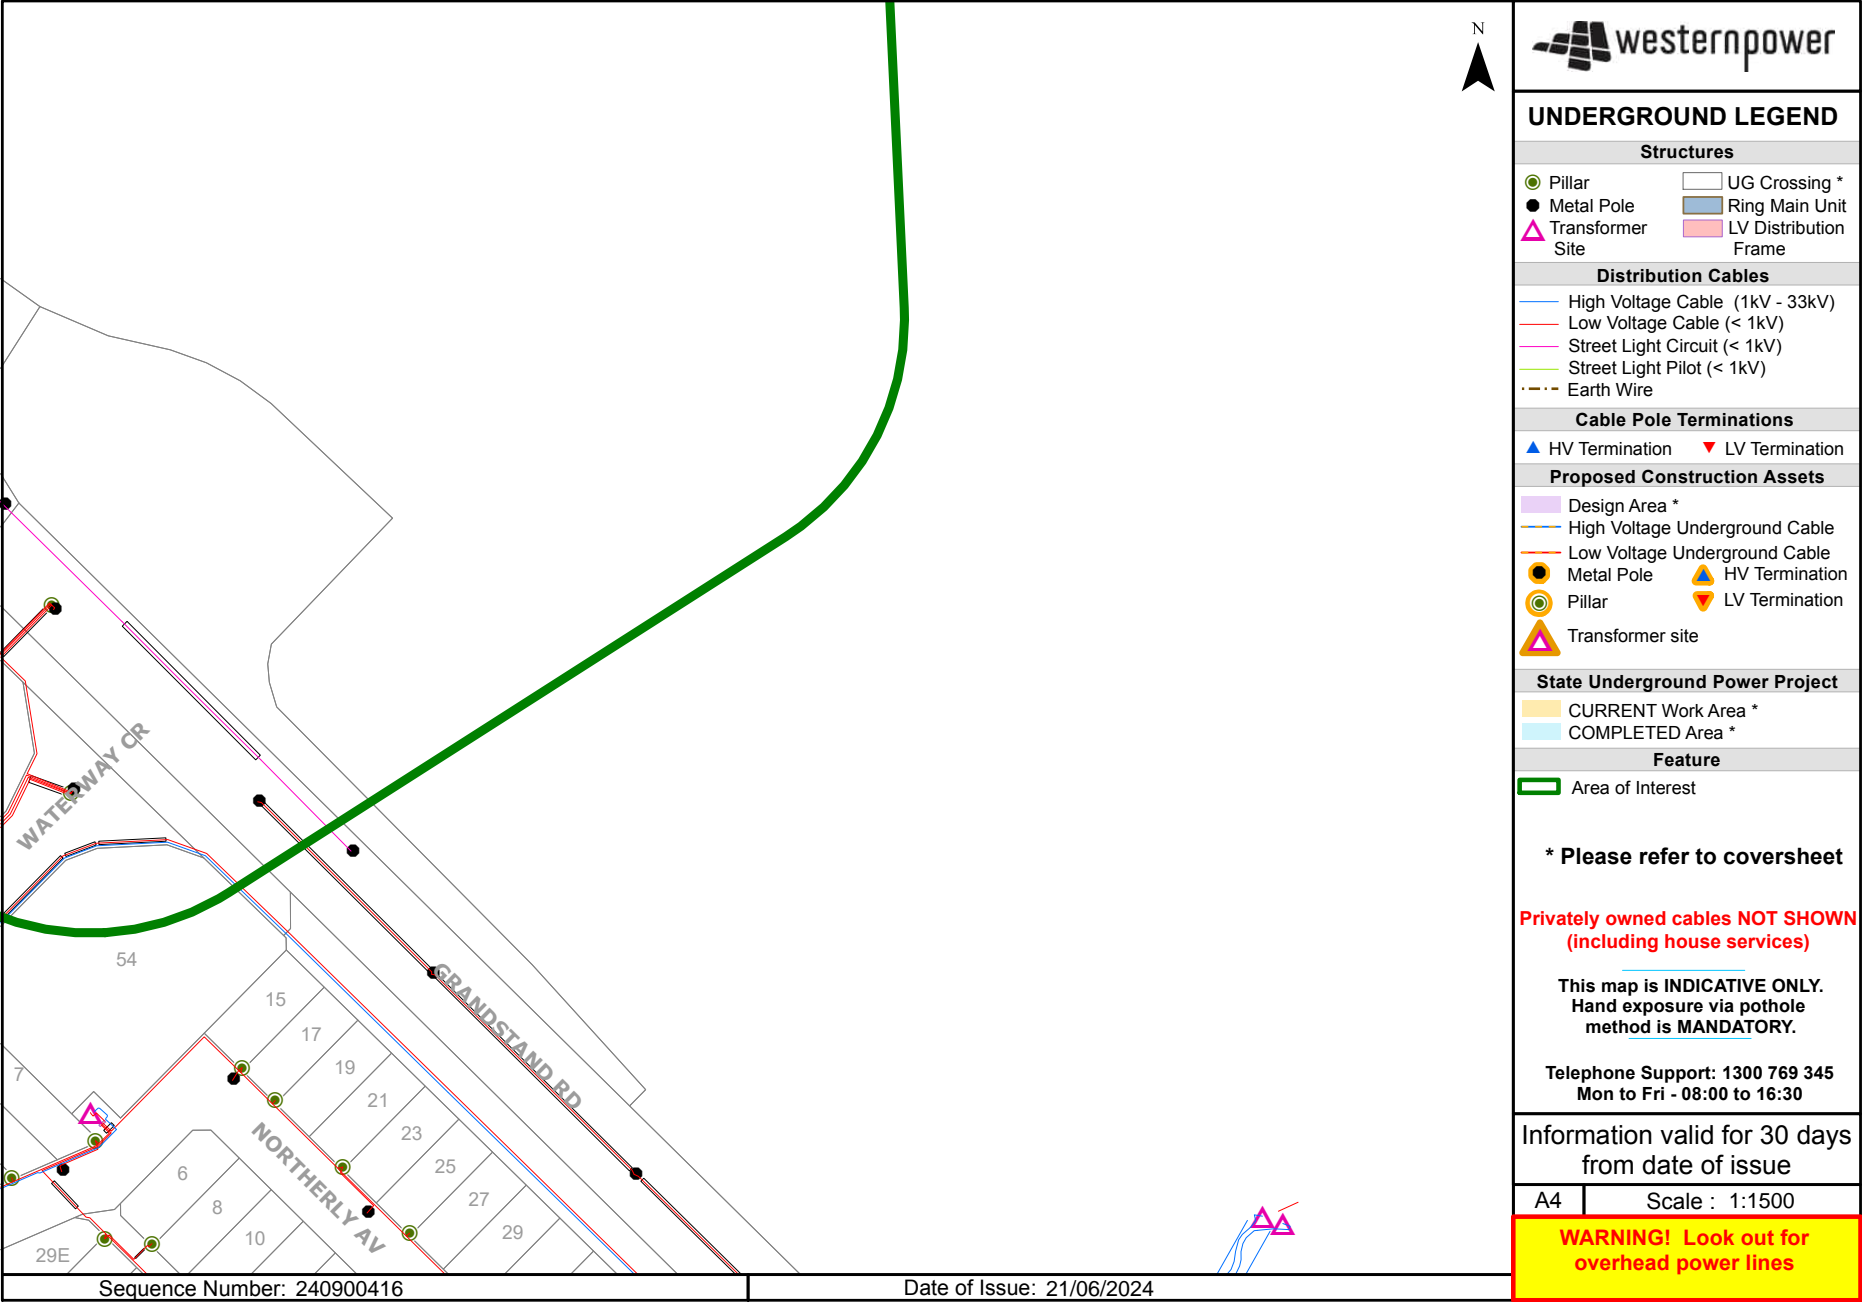 N
WATERWAY CR
54
15
17
GRANDSTAND RD
19
7
21
23
NORTHERLY AV
25
6
27
8
29
10
29E
Sequence Number: 240900416
Date of Issue: 21/06/2024
westernpower
UNDERGROUND LEGEND
Structures
Pillar
UG Crossing *
Metal Pole
Ring Main Unit
Transformer
Site
LV Distribution
Frame
Distribution Cables
High Voltage Cable (1kV - 33kV)
Low Voltage Cable (< 1kV)
Street Light Circuit (< 1kV)
Street Light Pilot (< 1kV)
Earth Wire
Cable Pole Terminations
HV Termination
LV Termination
Proposed Construction Assets
Design Area *
High Voltage Underground Cable
Low Voltage Underground Cable
Metal Pole
HV Termination
Pillar
LV Termination
Transformer site
State Underground Power Project
CURRENT Work Area *
COMPLETED Area *
Feature
Area of Interest
* Please refer to coversheet
Privately owned cables NOT SHOWN
(including house services)
This map is INDICATIVE ONLY.
Hand exposure via pothole
method is MANDATORY.
Telephone Support: 1300 769 345
Mon to Fri - 08:00 to 16:30
Information valid for 30 days
from date of issue
A4
Scale : 1:1500
WARNING! Look out for
overhead power lines